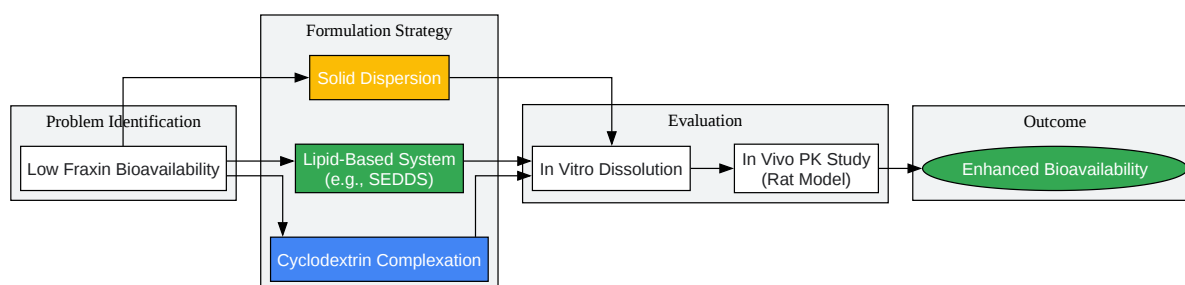 Formulation Strategy
Solid Dispersion
Problem Identification
Low Fraxin Bioavailability
Lipid-Based System
(e.g., SEDDS)
Cyclodextrin Complexation
Evaluation
In Vitro Dissolution
In Vivo PK Study
(Rat Model)
Outcome
Enhanced Bioavailability